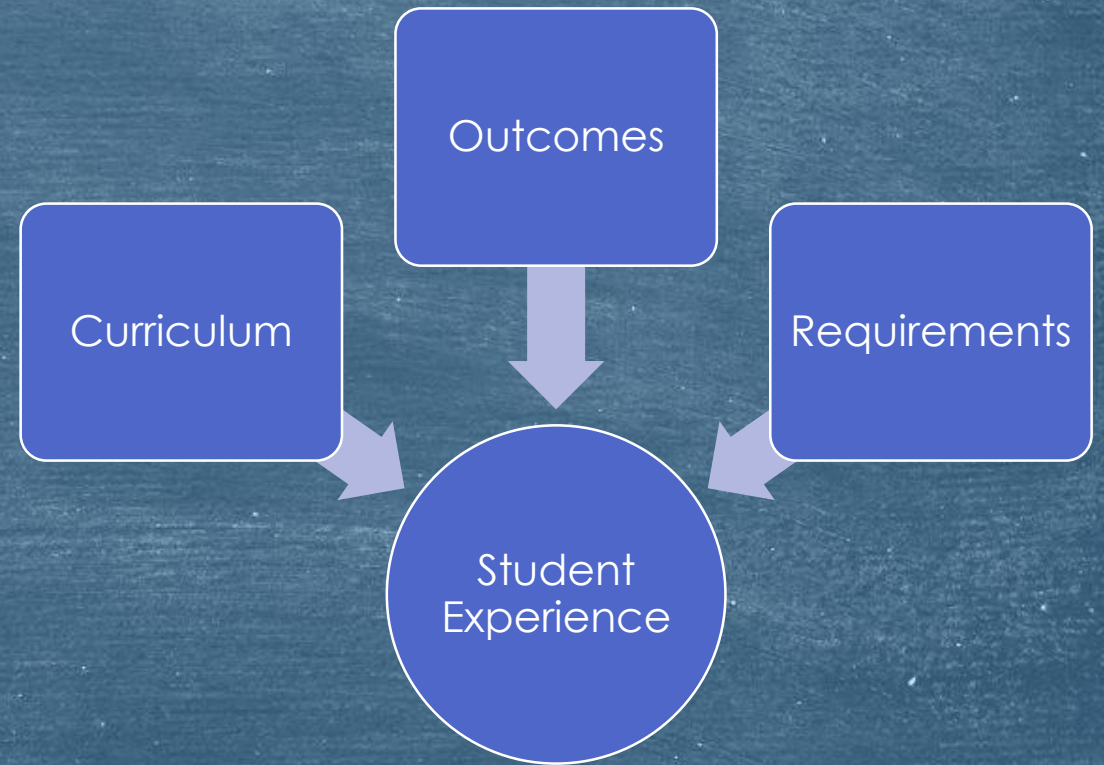 Outcomes
Curriculum
Requirements
Student
Experience